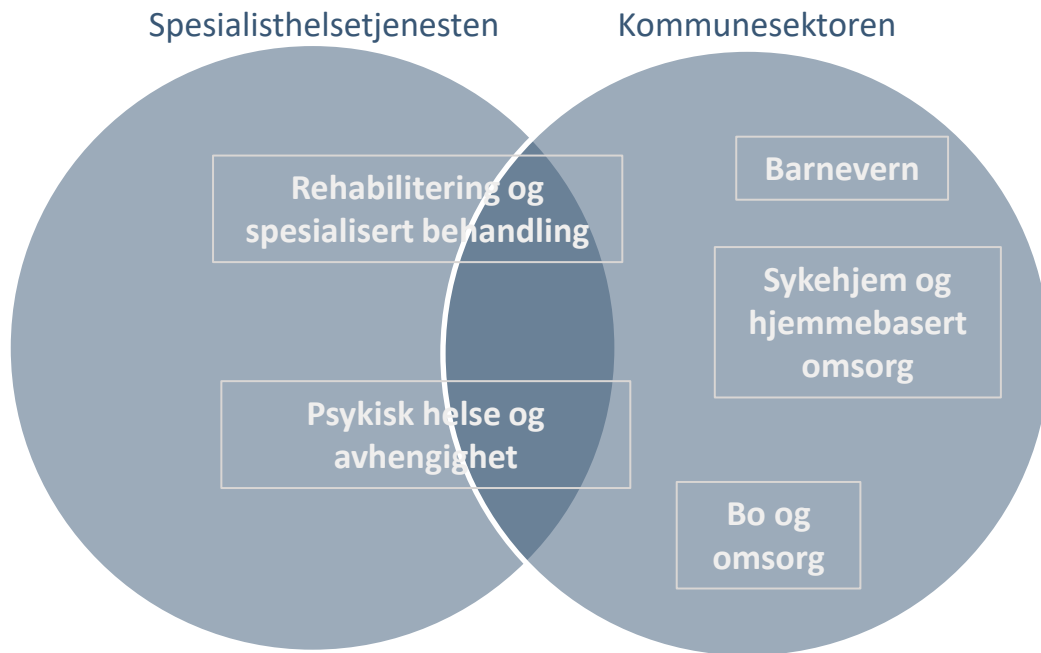 Spesialisthelsetjenesten
Kommunesektoren
Rehabilitering og
spesialisert behandling
Psykisk helse og
avhengighet
Barnevern
Sykehjem og
hjemmebasert
omsorg
Bo og
omsorg